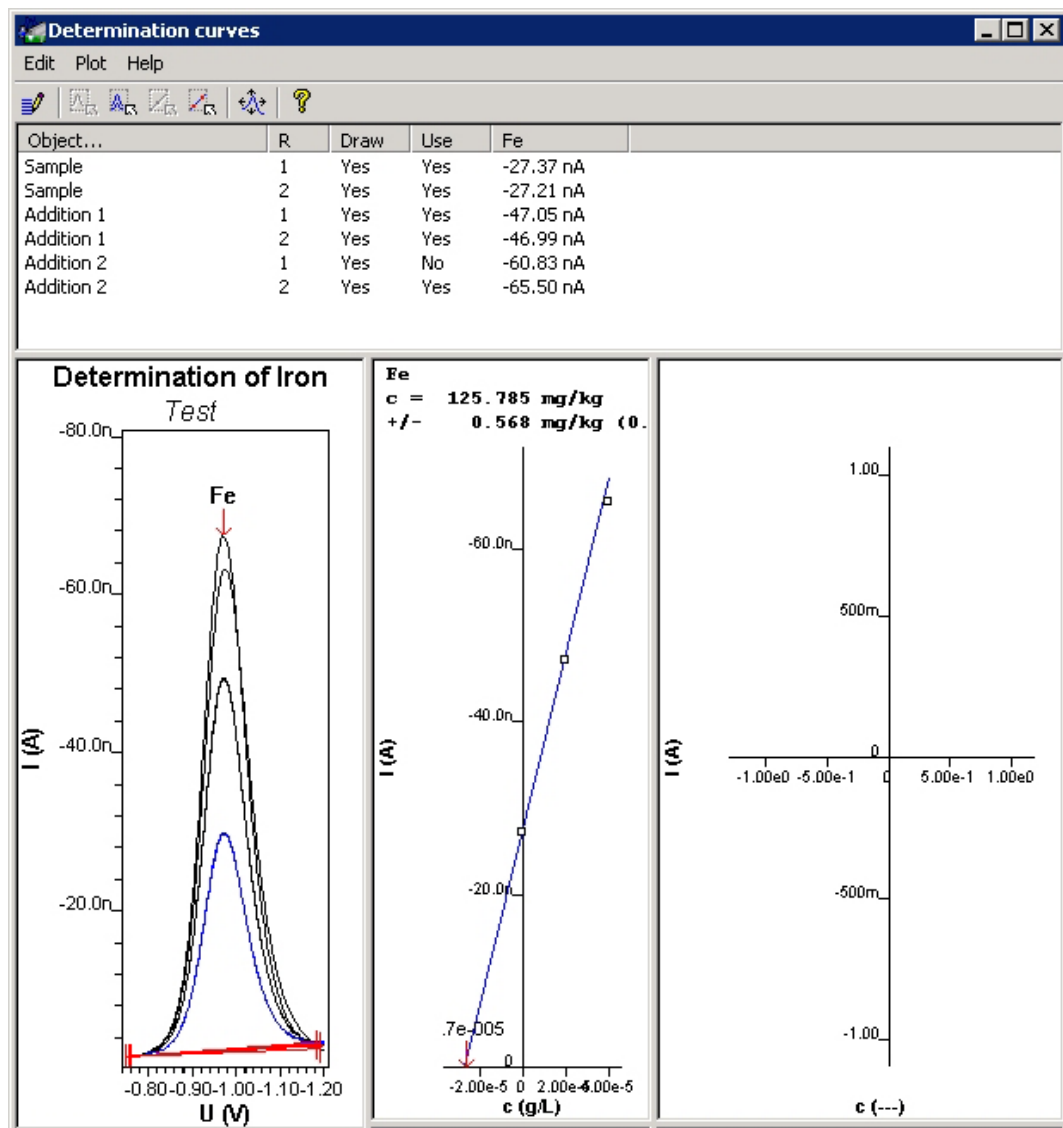 Determination curves
Edit Plot Help
Object... R Draw Use Fe
Sample 1 Yes Yes -27.37 nA
Sample 2 Yes Yes -27.21 nA
Addition 1 1 Yes Yes -47.05 nA
Addition 1 2 Yes Yes -46.99 nA
Addition 2 1 Yes No -60.83 nA
Addition 2 2 Yes Yes -65.50 nA
Determination of Iron
Test
-80.0n
Fe
-60.0n
-40.0n
-20.0n
I (A)
-0.80 -0.90 -1.00 -1.10 -1.20
U (V)
Fe
c = 125.785 mg/kg
+/- 0.568 mg/kg (0.
-60.0n
-40.0n
I (A)
-20.0n
.7e-005
0
-2.00e-5 0
c (g/L)
1.00
500m
I (A)
0
-1.00e0 -5.00e-1 0 5.00e-1 1.00e0
-500m
-1.00
c (---)